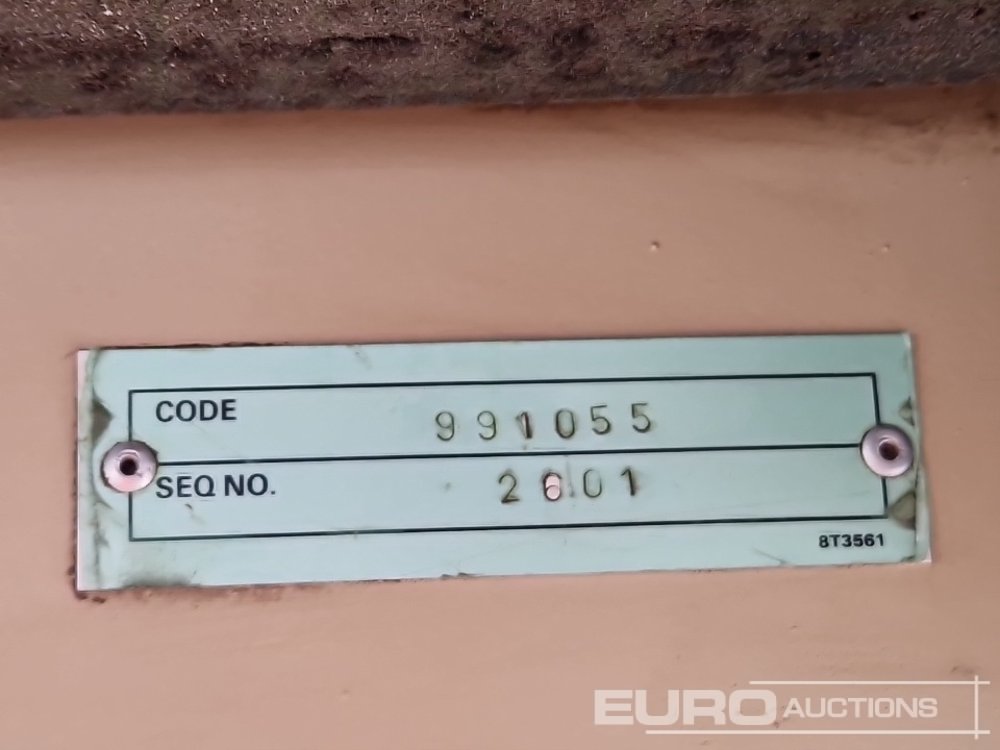 CODE 991055
SEQ NO. 2601
8T3561
EURO AUCTIONS